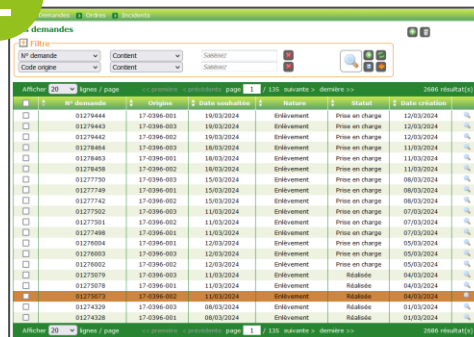 Demandes Ordres Incidents
demandes
Filtre
N° demande Contient Saisissez
Code origine Contient Saisissez
Afficher 20 lignes / page << première < précédente page 1 / 135 suivante > dernière >> 2686 résultat(s)
N° demande Origine Date souhaitée Nature Statut Date création
01279444 17-0396-001 19/03/2024 Enlèvement Prise en charge 12/03/2024
01279443 17-0396-003 19/03/2024 Enlèvement Prise en charge 12/03/2024
01279442 17-0396-002 19/03/2024 Enlèvement Prise en charge 12/03/2024
01278464 17-0396-003 18/03/2024 Enlèvement Prise en charge 11/03/2024
01278463 17-0396-001 18/03/2024 Enlèvement Prise en charge 11/03/2024
01278458 17-0396-002 18/03/2024 Enlèvement Prise en charge 11/03/2024
01277750 17-0396-003 15/03/2024 Enlèvement Prise en charge 08/03/2024
01277749 17-0396-001 15/03/2024 Enlèvement Prise en charge 08/03/2024
01277742 17-0396-002 15/03/2024 Enlèvement Prise en charge 08/03/2024
01277502 17-0396-003 11/03/2024 Enlèvement Prise en charge 07/03/2024
01277501 17-0396-002 11/03/2024 Enlèvement Prise en charge 07/03/2024
01277498 17-0396-001 11/03/2024 Enlèvement Prise en charge 07/03/2024
01276004 17-0396-001 12/03/2024 Enlèvement Prise en charge 05/03/2024
01276003 17-0396-003 12/03/2024 Enlèvement Prise en charge 05/03/2024
01276002 17-0396-002 12/03/2024 Enlèvement Prise en charge 05/03/2024
01275079 17-0396-003 11/03/2024 Enlèvement Réalisée 04/03/2024
01275078 17-0396-001 11/03/2024 Enlèvement Réalisée 04/03/2024
01275073 17-0396-002 11/03/2024 Enlèvement Réalisée 04/03/2024
01274329 17-0396-003 08/03/2024 Enlèvement Réalisée 01/03/2024
01274328 17-0396-001 08/03/2024 Enlèvement Réalisée 01/03/2024
Afficher 20 lignes / page << première < précédente page 1 / 135 suivante > dernière >> 2686 résultat(s)